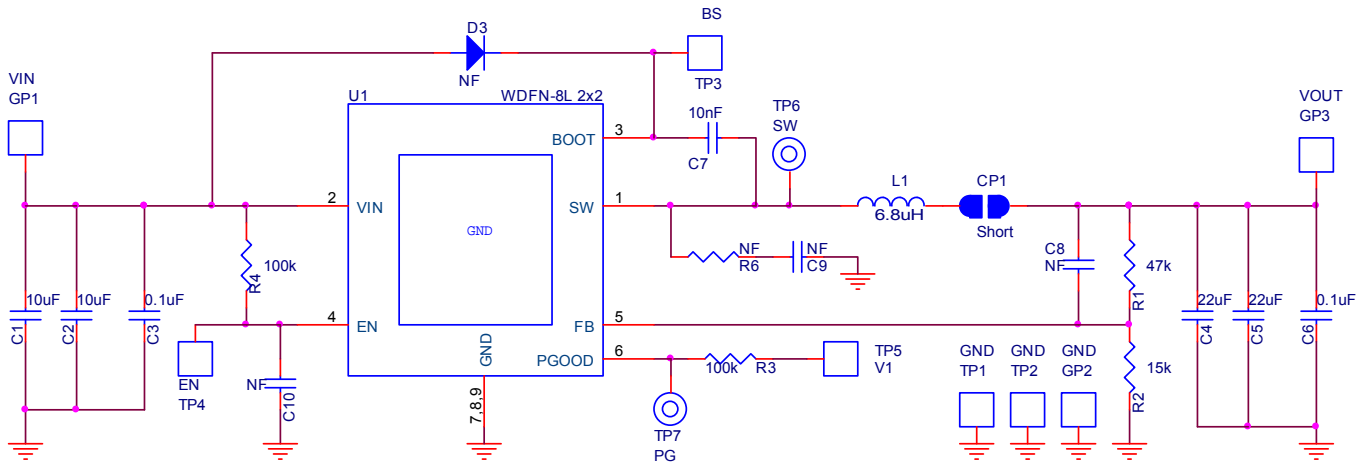 BS
D3
NF
TP3
VIN
GP1
U1
WDFN-8L 2x2
10nF
TP6
SW
VOUT
GP3
BOOT
3
C7
L1
CP1
2
VIN
SW
1
6.8uH
Short
GND
R4
100k
NF
R6
NF
C9
C8
NF
R1
47k
C1
10uF
C2
10uF
C3
0.1uF
C4
22uF
C5
22uF
C6
0.1uF
4
EN
FB
5
GND
PGOOD
6
100k
R3
TP5
V1
GND
TP1
GND
TP2
GND
GP2
R2
15k
EN
TP4
NF
C10
7,8,9
TP7
PG